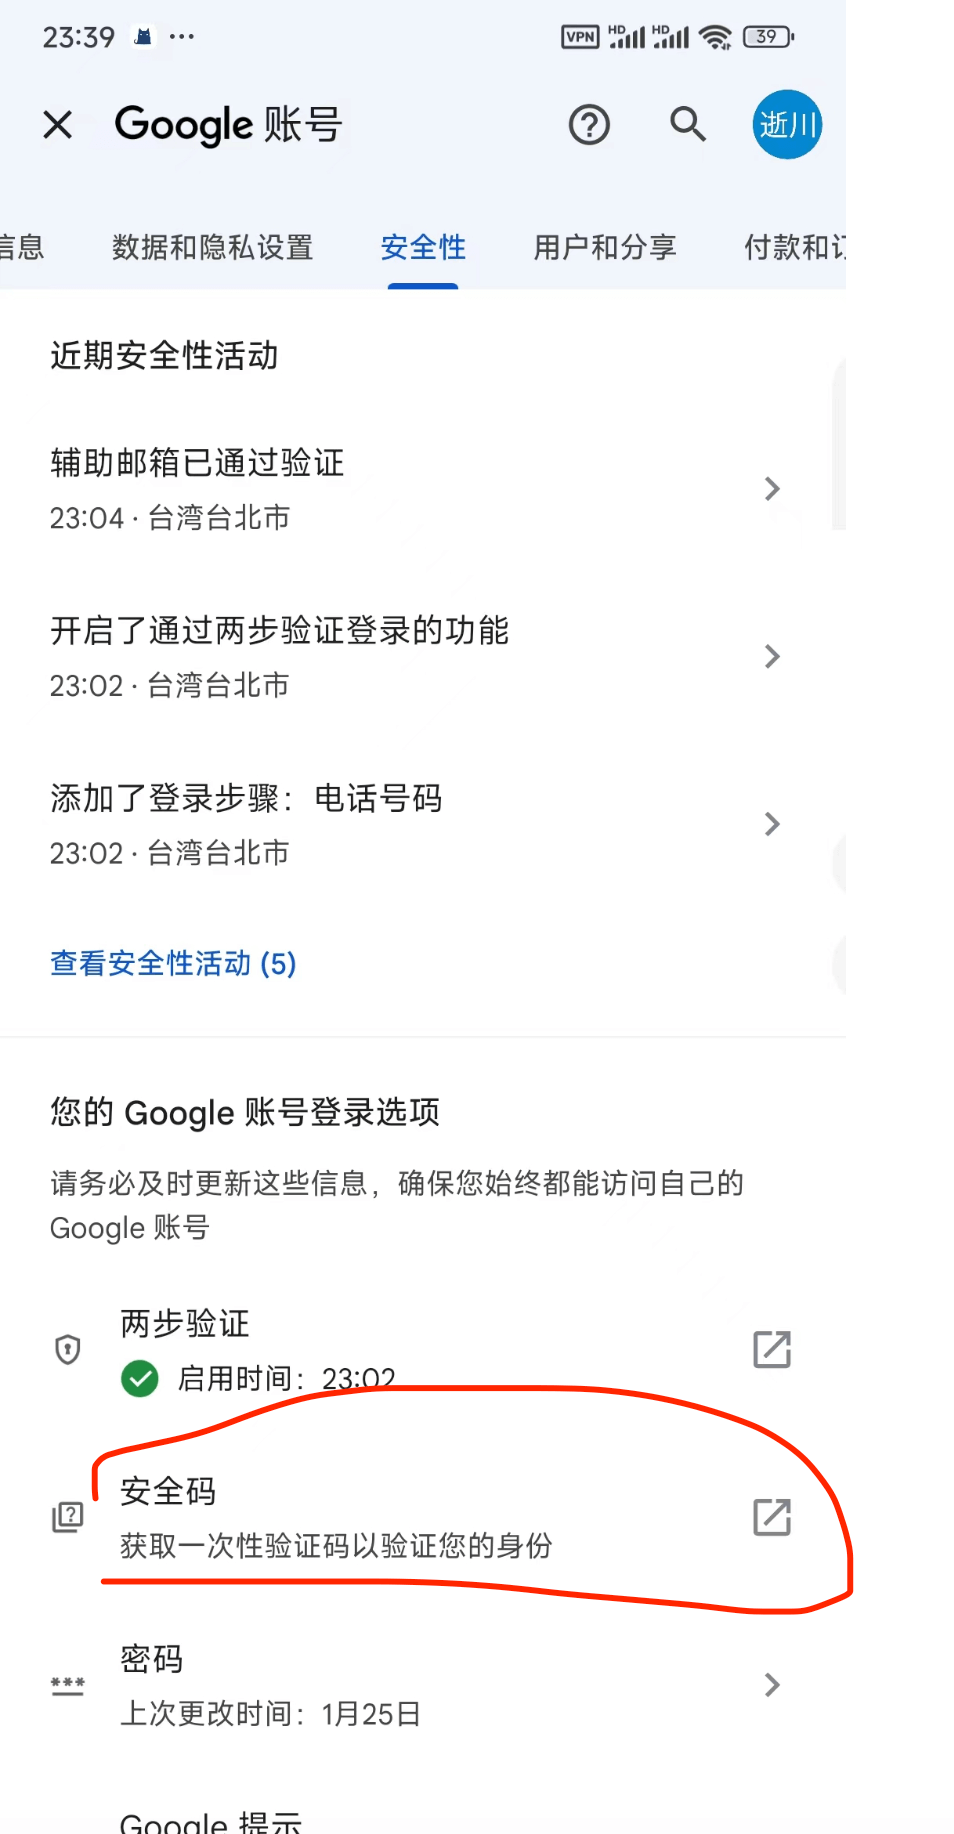 23:39
VPN HD HD 39
Google 账号
逝川
信息 数据和隐私设置 安全性 用户和分享 付款和订
近期安全性活动
辅助邮箱已通过验证
23:04 · 台湾台北市
开启了通过两步验证登录的功能
23:02 · 台湾台北市
添加了登录步骤：电话号码
23:02 · 台湾台北市
查看安全性活动 (5)
您的 Google 账号登录选项
请务必及时更新这些信息，确保您始终都能访问自己的
Google 账号
两步验证
启用时间：23:02
安全码
获取一次性验证码以验证您的身份
密码
上次更改时间：1月25日
Google 提示